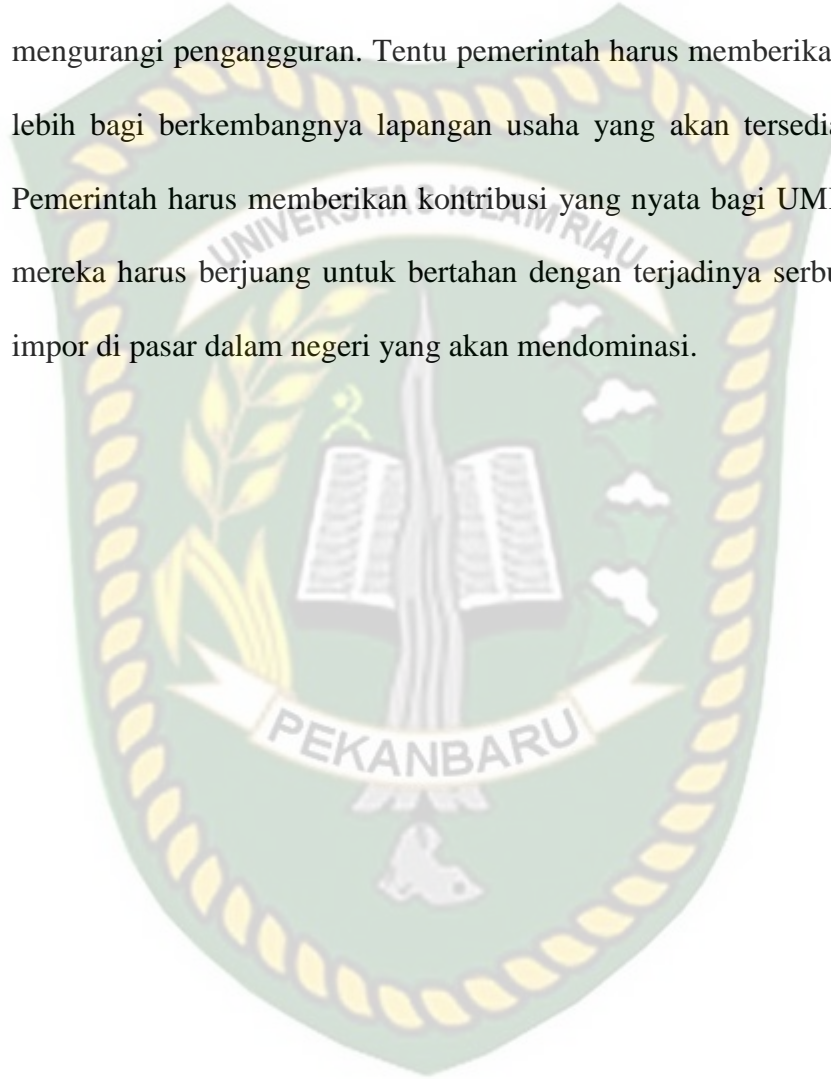 mengurangi pengangguran. Tentu pemerintah harus memberika
lebih bagi berkembangnya lapangan usaha yang akan tersedia
Pemerintah harus memberikan kontribusi yang nyata bagi UM
mereka harus berjuang untuk bertahan dengan terjadinya serbu
impor di pasar dalam negeri yang akan mendominasi.
UNIVERSITAS ISLAM RIAU
PEKANBARU